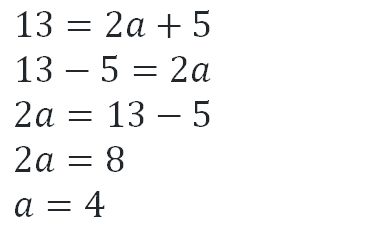 13 = 2a + 5
13 − 5 = 2a
2a = 13 − 5
2a = 8
a = 4